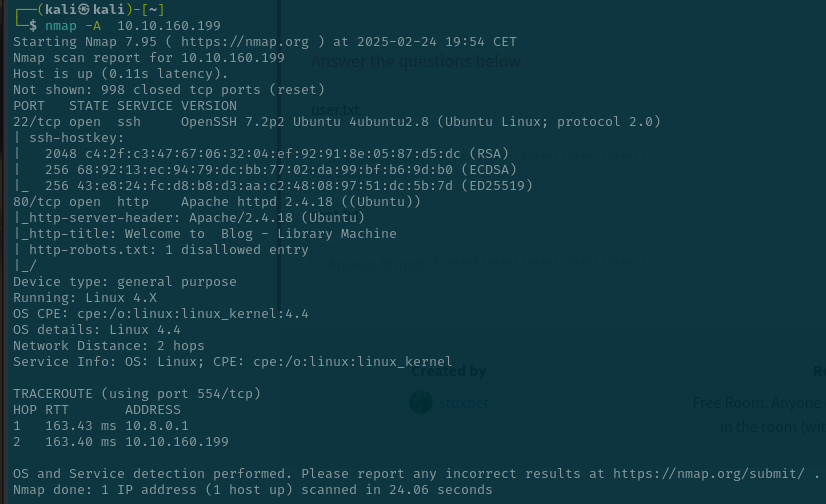 ┌──(kali㉿kali)-[~]
└─$ nmap -A  10.10.160.199
Starting Nmap 7.95 ( https://nmap.org ) at 2025-02-24 19:54 CET
Nmap scan report for 10.10.160.199
Host is up (0.11s latency).
Answer the questions below
Not shown: 998 closed tcp ports (reset)
PORT   STATE SERVICE VERSION
user.txt
22/tcp open  ssh     OpenSSH 7.2p2 Ubuntu 4ubuntu2.8 (Ubuntu Linux; protocol 2.0)
| ssh-hostkey:
|   2048 c4:2f:c3:47:67:06:32:04:ef:92:91:8e:05:87:d5:dc (RSA)
|   256 68:92:13:ec:94:79:dc:bb:77:02:da:99:bf:b6:9d:b0 (ECDSA)
|_  256 43:e8:24:fc:d8:b8:d3:aa:c2:48:08:97:51:dc:5b:7d (ED25519)
80/tcp open  http    Apache httpd 2.4.18 ((Ubuntu))
|_http-server-header: Apache/2.4.18 (Ubuntu)
|_http-title: Welcome to  Blog - Library Machine
| http-robots.txt: 1 disallowed entry
|_/
Device type: general purpose
Running: Linux 4.X
OS CPE: cpe:/o:linux:linux_kernel:4.4
OS details: Linux 4.4
Network Distance: 2 hops
Service Info: OS: Linux; CPE: cpe:/o:linux:linux_kernel
Created by
TRACEROUTE (using port 554/tcp)
HOP RTT       ADDRESS
stuxnet
Free Room. Anyone
1   163.43 ms 10.8.0.1
in the room (wit
2   163.40 ms 10.10.160.199
OS and Service detection performed. Please report any incorrect results at https://nmap.org/submit/ .
Nmap done: 1 IP address (1 host up) scanned in 24.06 seconds